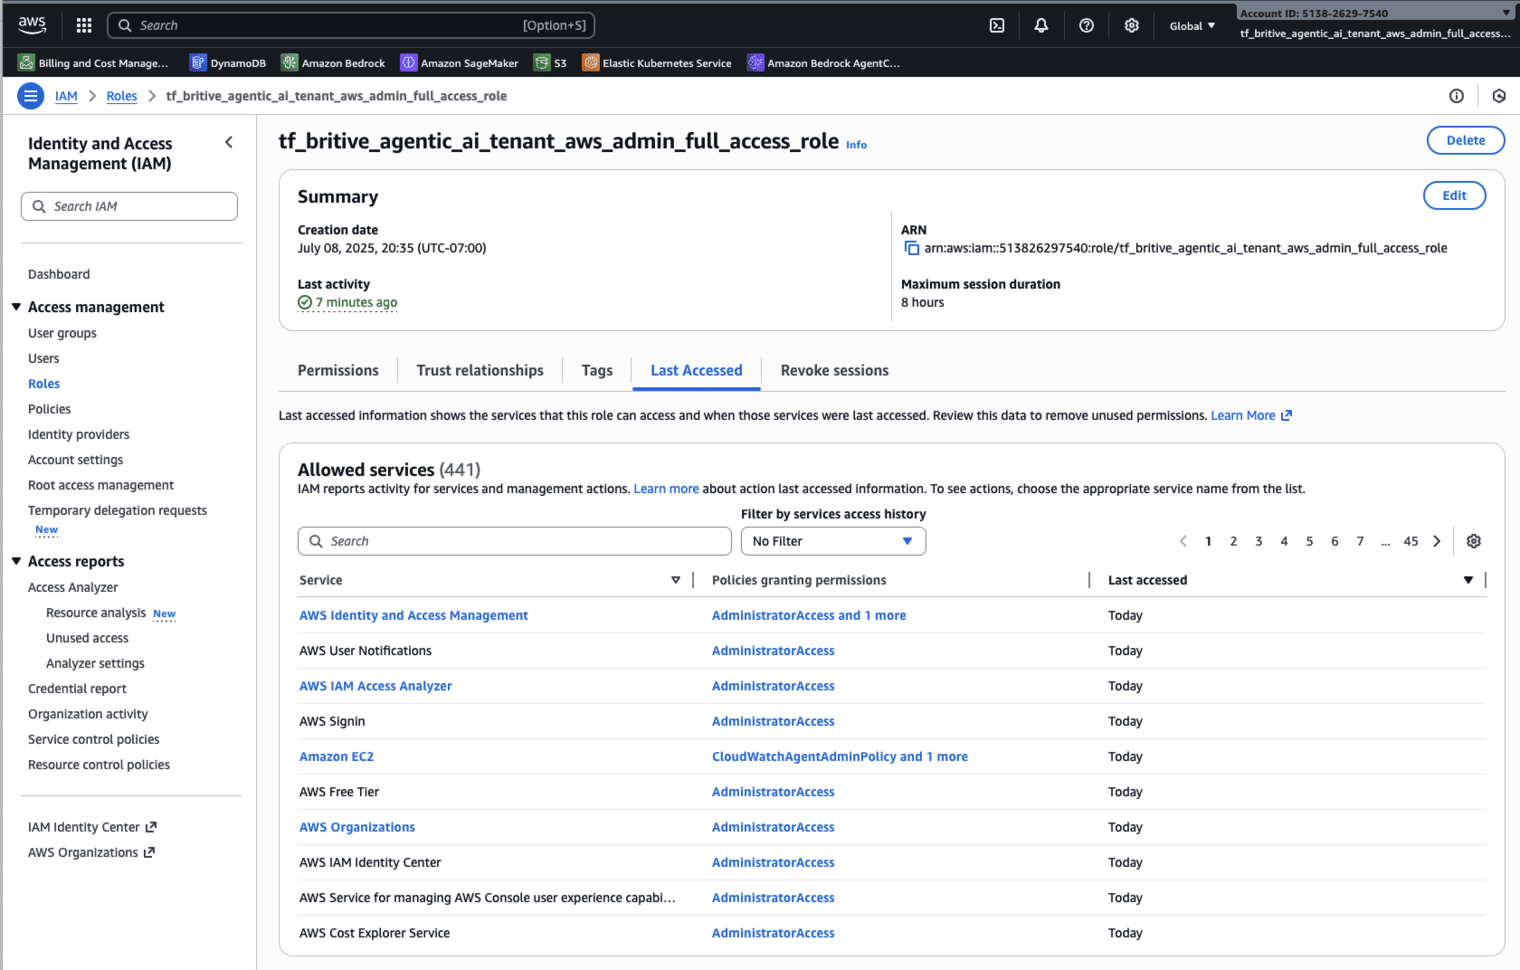 aws
Search
[Option+S]
Global
Account ID: 5138-2629-7540
tf_britive_agentic_ai_tenant_aws_admin_full_access...
Billing and Cost Manage...
DynamoDB
Amazon Bedrock
Amazon SageMaker
S3
Elastic Kubernetes Service
Amazon Bedrock AgentC...
IAM
Roles
tf_britive_agentic_ai_tenant_aws_admin_full_access_role
Identity and Access
Management (IAM)
Search IAM
Dashboard
Access management
User groups
Users
Roles
Policies
Identity providers
Account settings
Root access management
Temporary delegation requests
New
Access reports
Access Analyzer
Resource analysis New
Unused access
Analyzer settings
Credential report
Organization activity
Service control policies
Resource control policies
IAM Identity Center
AWS Organizations
tf_britive_agentic_ai_tenant_aws_admin_full_access_role Info
Delete
Summary
Edit
Creation date
July 08, 2025, 20:35 (UTC-07:00)
ARN
arn:aws:iam::513826297540:role/tf_britive_agentic_ai_tenant_aws_admin_full_access_role
Last activity
7 minutes ago
Maximum session duration
8 hours
Permissions
Trust relationships
Tags
Last Accessed
Revoke sessions
Last accessed information shows the services that this role can access and when those services were last accessed. Review this data to remove unused permissions. Learn More
Allowed services (441)
IAM reports activity for services and management actions. Learn more about action last accessed information. To see actions, choose the appropriate service name from the list.
Filter by services access history
Search
No Filter
1 2 3 4 5 6 7 ... 45
Service Policies granting permissions Last accessed
AWS Identity and Access Management AdministratorAccess and 1 more Today
AWS User Notifications AdministratorAccess Today
AWS IAM Access Analyzer AdministratorAccess Today
AWS Signin AdministratorAccess Today
Amazon EC2 CloudWatchAgentAdminPolicy and 1 more Today
AWS Free Tier AdministratorAccess Today
AWS Organizations AdministratorAccess Today
AWS IAM Identity Center AdministratorAccess Today
AWS Service for managing AWS Console user experience capabi... AdministratorAccess Today
AWS Cost Explorer Service AdministratorAccess Today